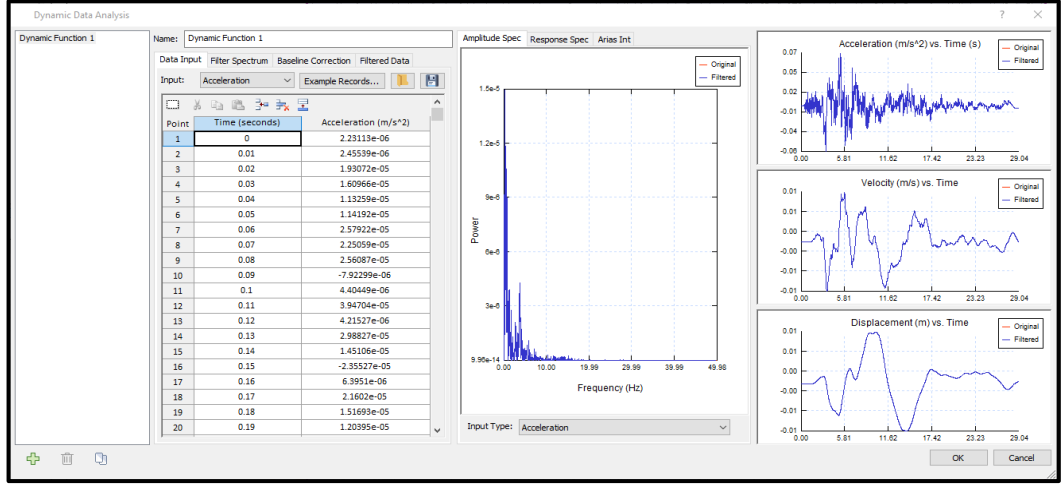 Dynamic Data Analysis
?
Dynamic Function 1
Name: Dynamic Function 1
Data Input Filter Spectrum Baseline Correction Filtered Data
Input: Acceleration Example Records...
Point Time (seconds) Acceleration (m/s^2)
1 0 2.23113e-06
2 0.01 2.45539e-06
3 0.02 1.93072e-05
4 0.03 1.60966e-05
5 0.04 1.13259e-05
6 0.05 1.14192e-05
7 0.06 2.57922e-05
8 0.07 2.25059e-05
9 0.08 2.56087e-05
10 0.09 -7.92299e-06
11 0.1 4.40449e-06
12 0.11 3.94704e-05
13 0.12 4.21527e-06
14 0.13 2.98827e-05
15 0.14 1.45106e-05
16 0.15 -2.35527e-05
17 0.16 6.3951e-06
18 0.17 2.1602e-05
19 0.18 1.51693e-05
20 0.19 1.20395e-05
Amplitude Spec Response Spec Arias Int
Original
Filtered
1.5e-5
1.2e-5
9e-6
6e-6
3e-6
9.98e-14
Power
0.00 10.00 19.99 29.99 39.99 49.98
Frequency (Hz)
Input Type: Acceleration
Acceleration (m/s^2) vs. Time (s)
Original
Filtered
0.07
0.05
0.02
-0.01
-0.04
-0.06
0.00 5.81 11.62 17.42 23.23 29.04
Velocity (m/s) vs. Time
Original
Filtered
0.01
0.01
0.00
-0.00
-0.01
-0.01
0.00 5.81 11.62 17.42 23.23 29.04
Displacement (m) vs. Time
Original
Filtered
0.01
0.01
0.00
-0.00
-0.01
-0.01
0.00 5.81 11.62 17.42 23.23 29.04
OK Cancel